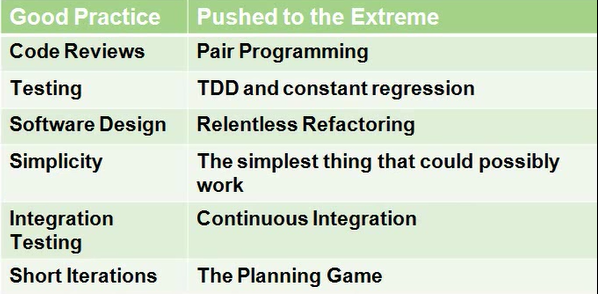 Good Practice Pushed to the Extreme
Code Reviews Pair Programming
Testing TDD and constant regression
Software Design Relentless Refactoring
Simplicity The simplest thing that could possibly
work
Integration Continuous Integration
Testing
Short Iterations The Planning Game